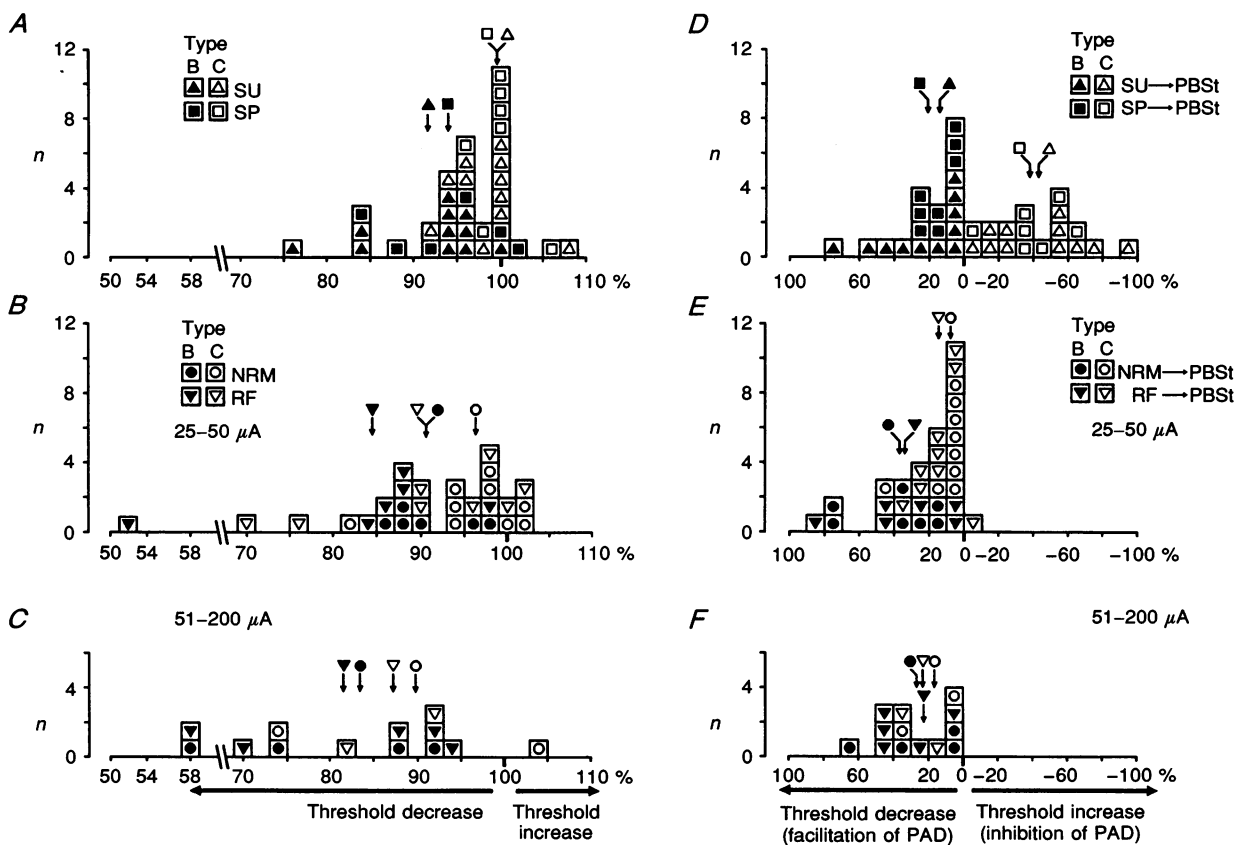 A
12
Type
B C
SU
SP
8
n
4
0
50 54 58 70 80 90 100 110 %
B
12
Type
B C
NRM
RF
25–50 μA
8
n
4
0
50 54 58 70 80 90 100 110 %
C
51–200 μA
4
n
0
50 54 58 70 80 90 100 110 %
Threshold decrease
Threshold increase
D
12
Type
B C
SU→PBSt
SP→PBSt
8
n
4
0
100 60 20 0 −20 −60 −100 %
E
12
Type
B C
NRM→PBSt
RF→PBSt
25–50 μA
8
n
4
0
100 60 20 0 −20 −60 −100 %
F
51–200 μA
4
n
0
100 60 20 0 −20 −60 −100 %
Threshold decrease
(facilitation of PAD)
Threshold increase
(inhibition of PAD)